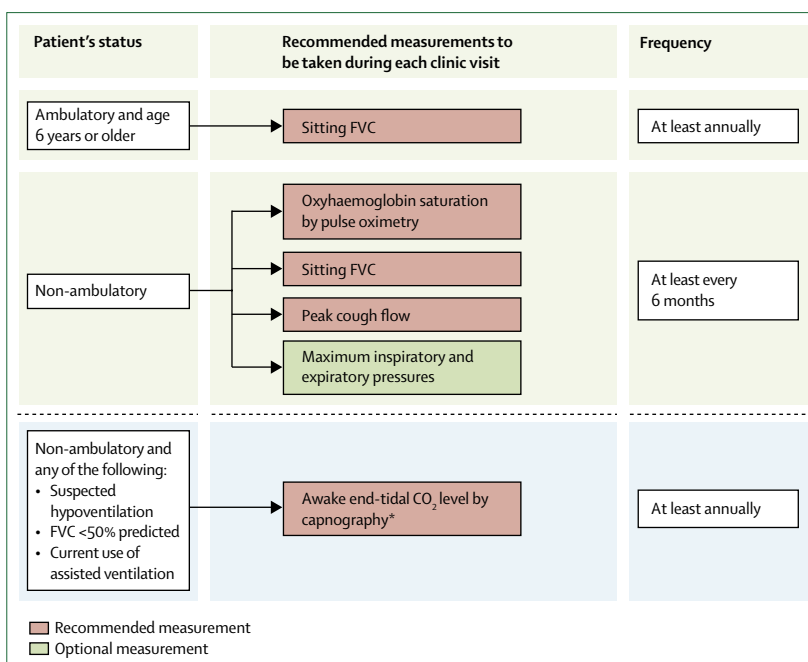 Patient's status
Recommended measurements to
be taken during each clinic visit
Frequency
Ambulatory and age
6 years or older
Sitting FVC
At least annually
Non-ambulatory
Oxyhaemoglobin saturation
by pulse oximetry
Sitting FVC
Peak cough flow
Maximum inspiratory and
expiratory pressures
At least every
6 months
Non-ambulatory and
any of the following:
• Suspected
hypoventilation
• FVC <50% predicted
• Current use of
assisted ventilation
Awake end-tidal CO₂ level by
capnography*
At least annually
Recommended measurement
Optional measurement